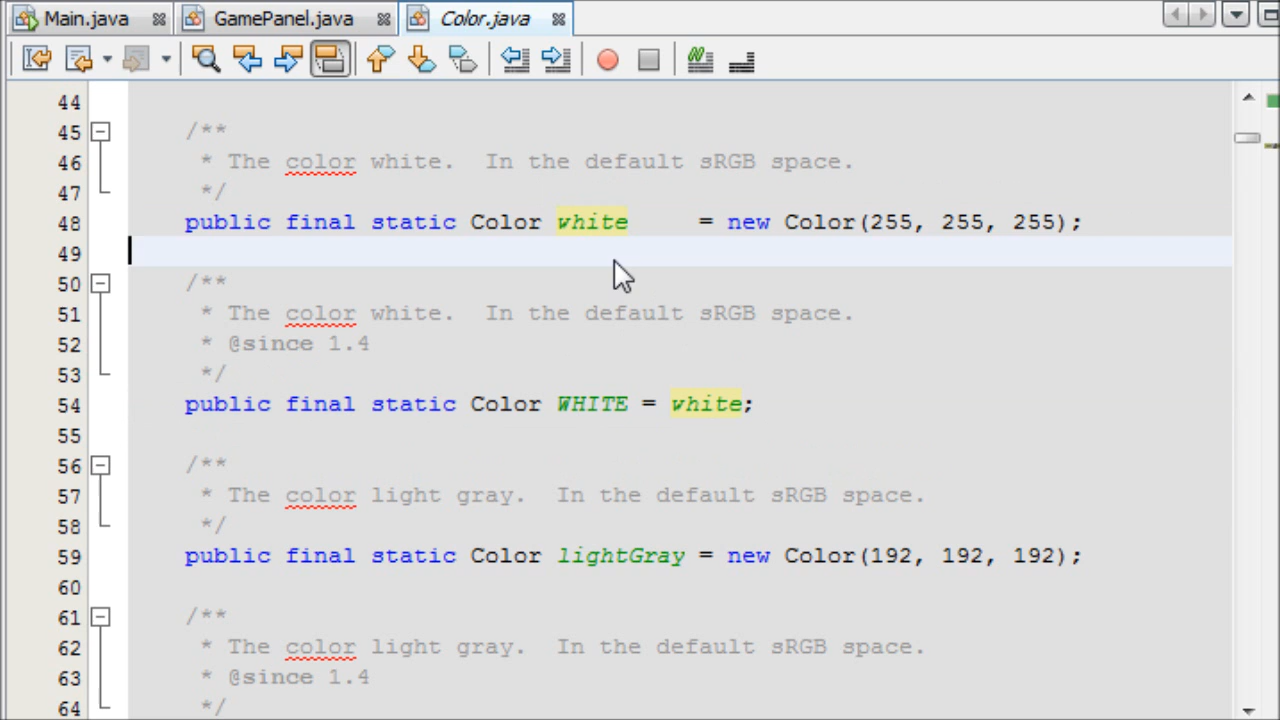 Main.java GamePanel.java Color.java
44
45 /**
46 * The color white.  In the default sRGB space.
47 */
48 public final static Color white     = new Color(255, 255, 255);
49
50 /**
51 * The color white.  In the default sRGB space.
52 * @since 1.4
53 */
54 public final static Color WHITE = white;
55
56 /**
57 * The color light gray.  In the default sRGB space.
58 */
59 public final static Color lightGray = new Color(192, 192, 192);
60
61 /**
62 * The color light gray.  In the default sRGB space.
63 * @since 1.4
64 */